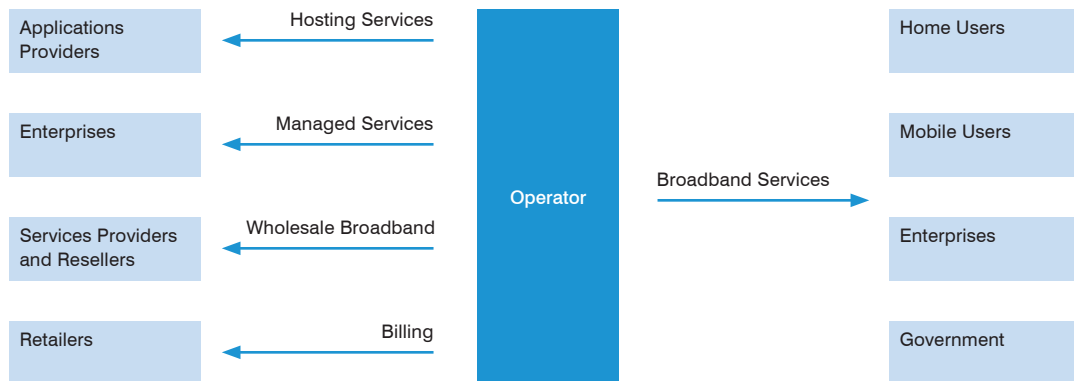 Applications
Providers
Hosting Services
Home Users
Enterprises
Managed Services
Mobile Users
Operator
Broadband Services
Services Providers
and Resellers
Wholesale Broadband
Enterprises
Retailers
Billing
Government